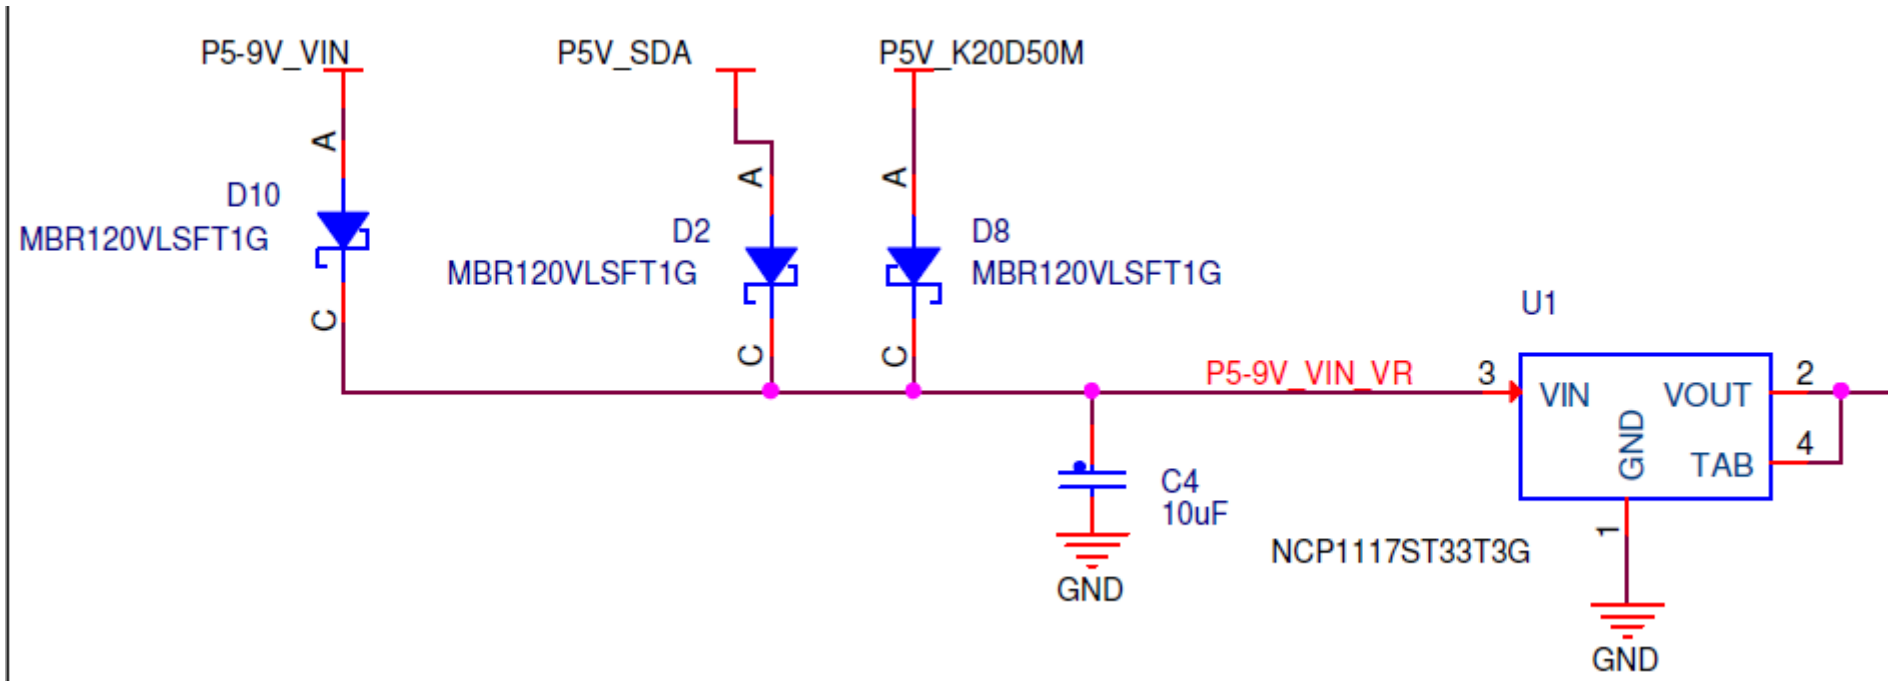 P5-9V_VIN
P5V_SDA
P5V_K20D50M
A
A
A
D10
MBR120VLSFT1G
D2
MBR120VLSFT1G
D8
MBR120VLSFT1G
C
C
C
U1
P5-9V_VIN_VR
3
VIN
VOUT
2
GND
TAB
4
C4
10uF
GND
1
NCP1117ST33T3G
GND